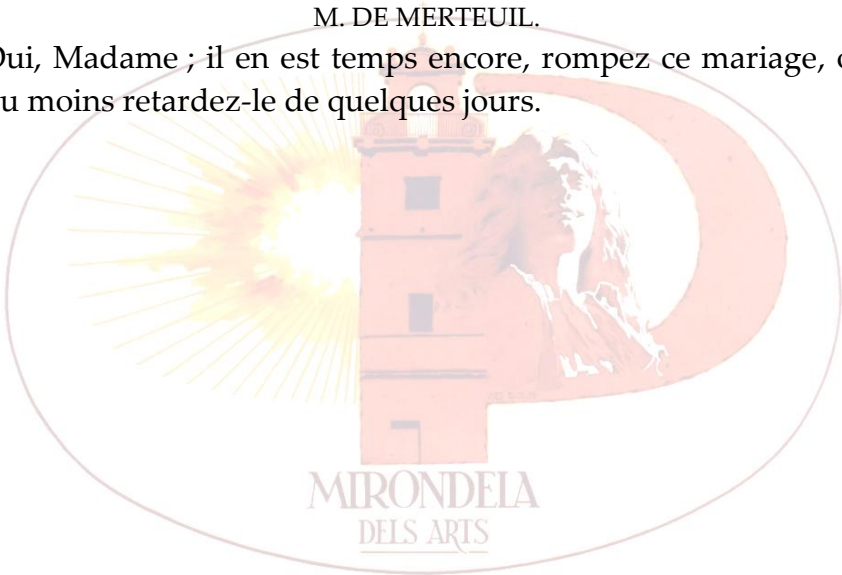 M. DE MERTEUIL.
Oui, Madame ; il en est temps encore, rompez ce mariage, o
u moins retardez-le de quelques jours.
MIRONDELA
DELS ARTS